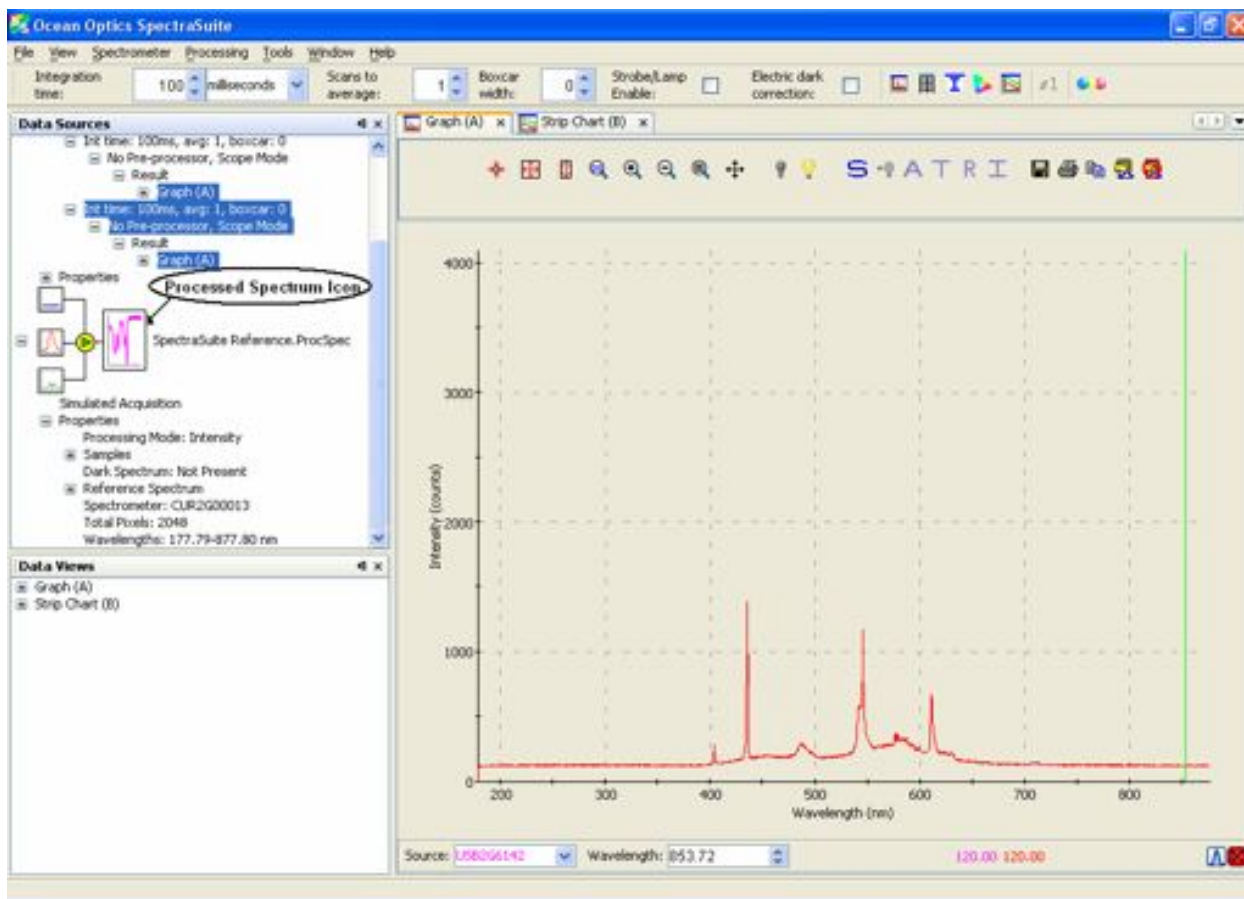 Ocean Optics SpectraSuite
File View Spectrometer Processing Tools Window Help
Integration time: 100 milliseconds Scans to average: 1 Boxcar width: 0 Strobe/Lamp Enable: Electric dark correction:
Data Sources
Int time: 100ms, avg: 1, boxcar: 0
No Pre-processor, Scope Mode
Result
Graph (A)
Int time: 100ms, avg: 1, boxcar: 0
No Pre-processor, Scope Mode
Result
Graph (A)
Properties
Processed Spectrum Icon
SpectraSuite Reference.ProcSpec
Simulated Acquisition
Properties
Processing Mode: Intensity
Samples
Dark Spectrum: Not Present
Reference Spectrum
Spectrometer: CUR2G00013
Total Pixels: 2048
Wavelengths: 177.79-877.80 nm
Data Views
Graph (A)
Strip Chart (B)
Graph (A) Strip Chart (B)
S A T R I
Intensity (counts)
4000
3000
2000
1000
0
200 300 400 500 600 700 800
Wavelength (nm)
Source: USB2G6142 Wavelength: 853.72 120.00 120.00